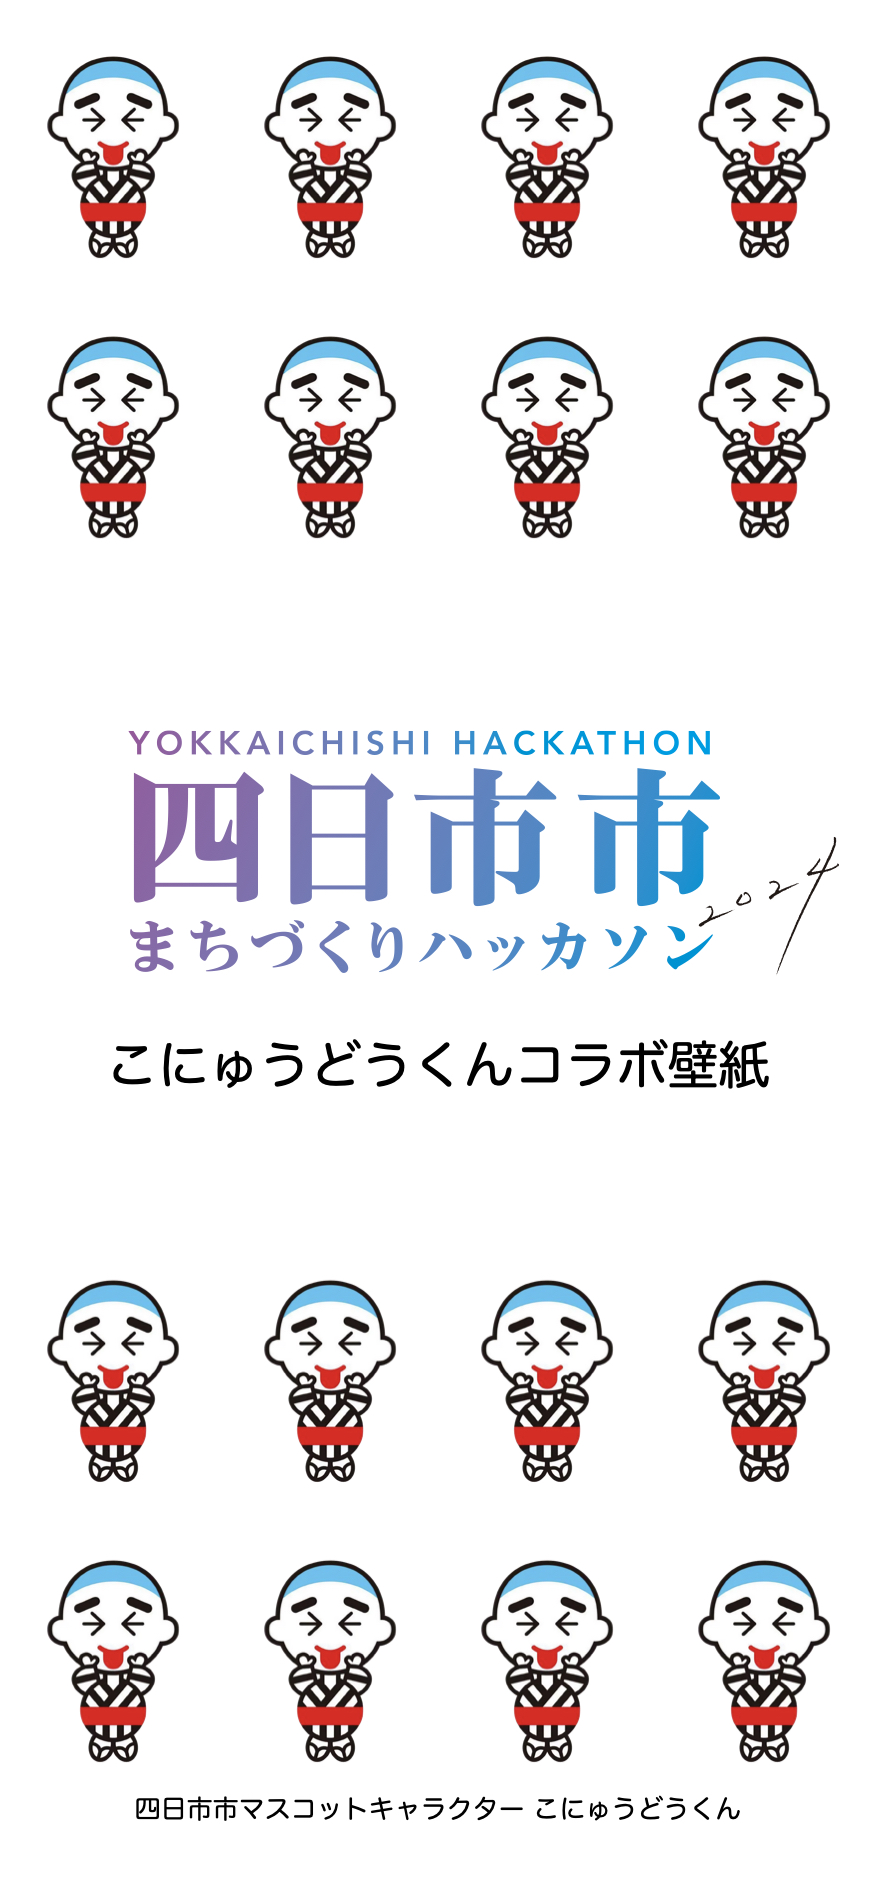 YOKKAICHISHI HACKATHON
四日市市
まちづくりハッカソン
2024
こにゅうどうくんコラボ壁紙
四日市市マスコットキャラクター こにゅうどうくん